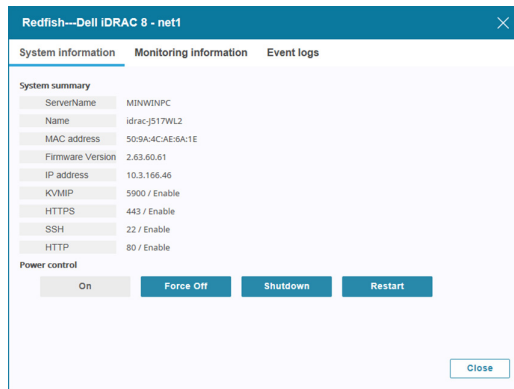 Redfish---Dell iDRAC 8 - net1
System information Monitoring information Event logs
System summary
ServerName MINWINPC
Name idrac-J517WL2
MAC address 50:9A:4C:AE:6A:1E
Firmware Version 2.63.60.61
IP address 10.3.166.46
KVMIP 5900 / Enable
HTTPS 443 / Enable
SSH 22 / Enable
HTTP 80 / Enable
Power control
On Force Off Shutdown Restart
Close